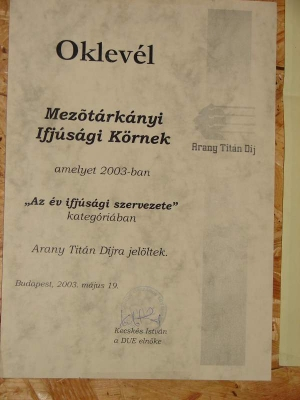 Oklevél
Mezõtárkányi
Ifjúsági Körnek
Arany Titán Díj
amelyet 2003-ban
„Az év ifjúsági szervezete”
kategóriában
Arany Titán Díjra jelöltek.
Budapest, 2003. május 19.
Kecskés István
a DUE elnöke